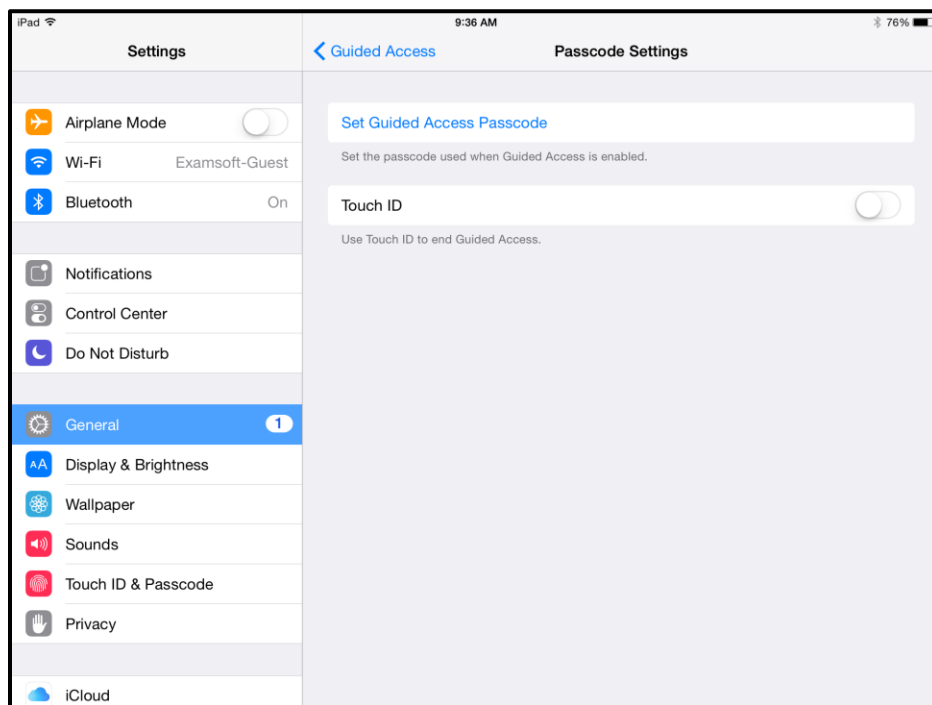 iPad 9:36 AM 76%
Settings
Guided Access Passcode Settings
Airplane Mode
Wi-Fi Examsoft-Guest
Bluetooth On
Notifications
Control Center
Do Not Disturb
General 1
AA Display & Brightness
Wallpaper
Sounds
Touch ID & Passcode
Privacy
iCloud
Set Guided Access Passcode
Set the passcode used when Guided Access is enabled.
Touch ID
Use Touch ID to end Guided Access.